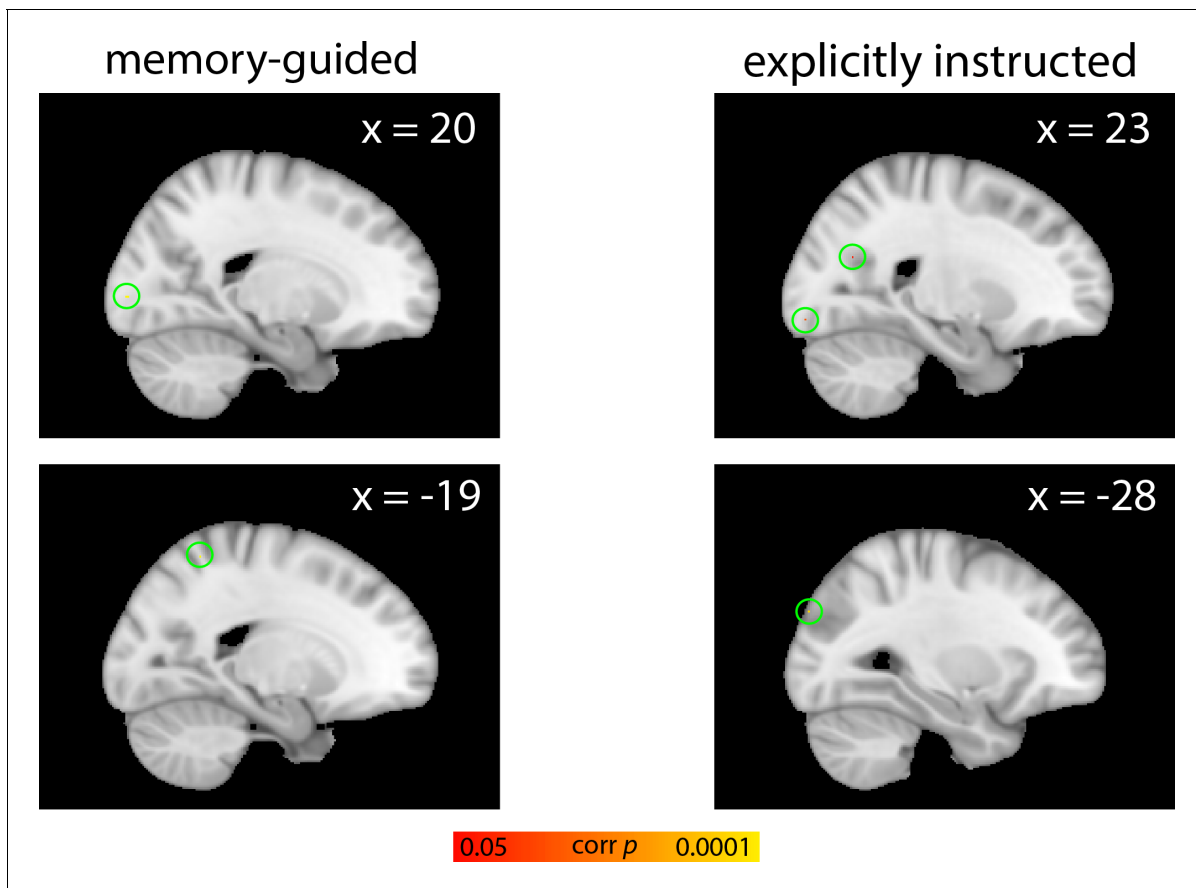 memory-guided
explicitly instructed
x = 20
x = 23
x = -19
x = -28
0.05 corr p 0.0001